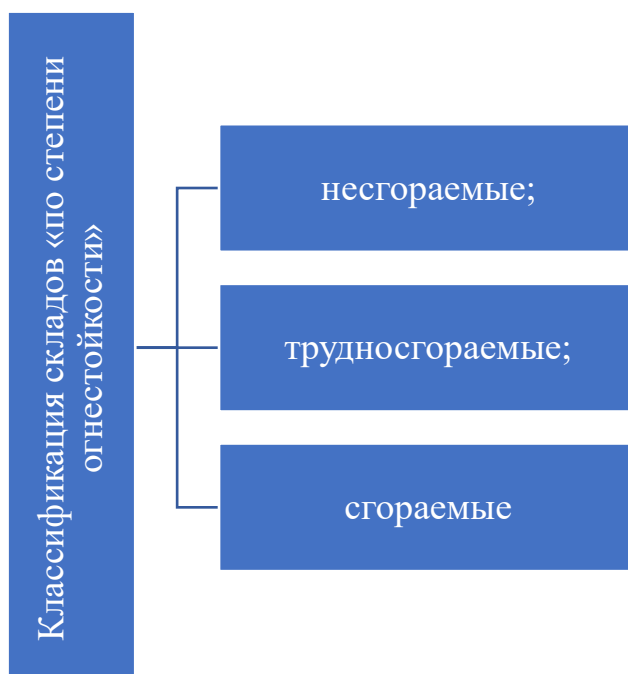 Классификация складов «по степени
огнестойкости»
несгораемые;
трудносгораемые;
сгораемые